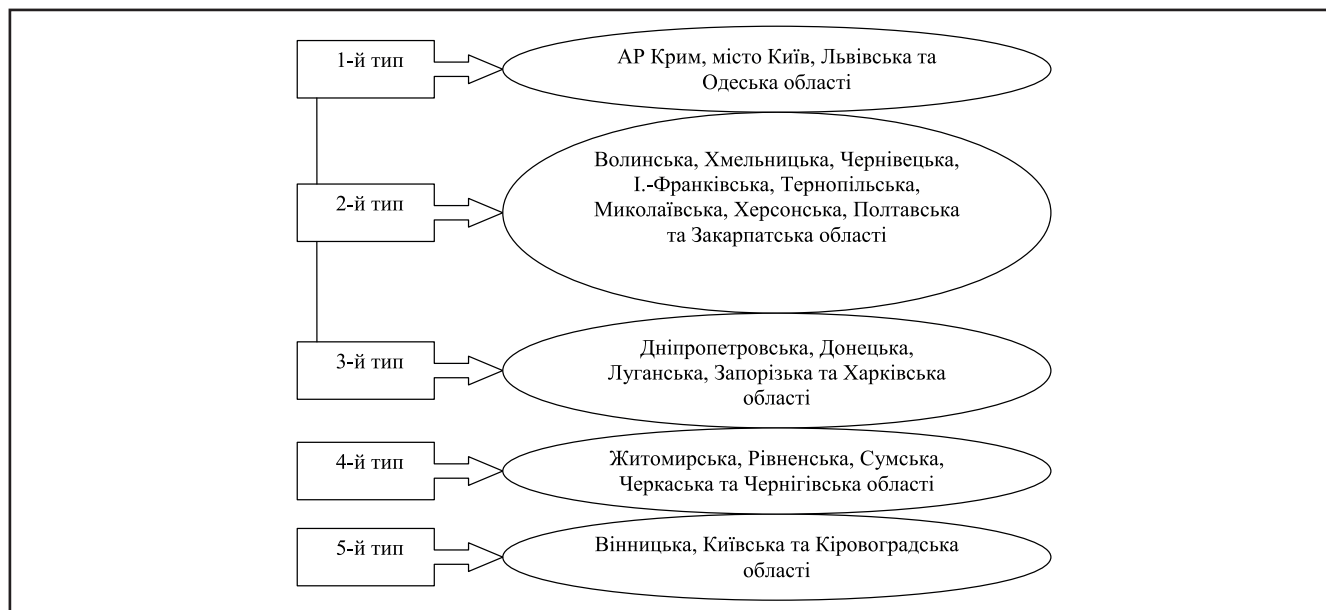 1-й тип
АР Крим, місто Київ, Львівська та
Одеська області
2-й тип
Волинська, Хмельницька, Чернівецька,
І.-Франківська, Тернопільська,
Миколаївська, Херсонська, Полтавська
та Закарпатська області
3-й тип
Дніпропетровська, Донецька,
Луганська, Запорізька та Харківська
області
4-й тип
Житомирська, Рівненська, Сумська,
Черкаська та Чернігівська області
5-й тип
Вінницька, Київська та Кіровоградська
області